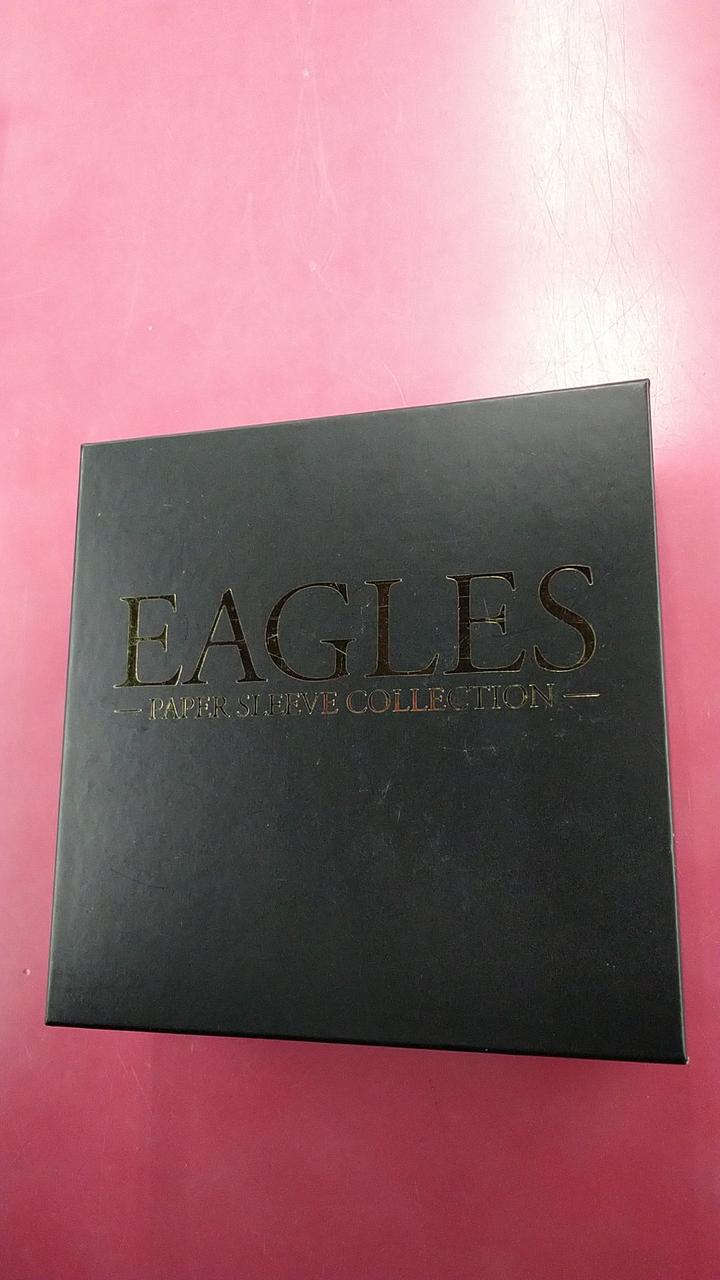 EAGLES
— PAPER SLEEVE COLLECTION —